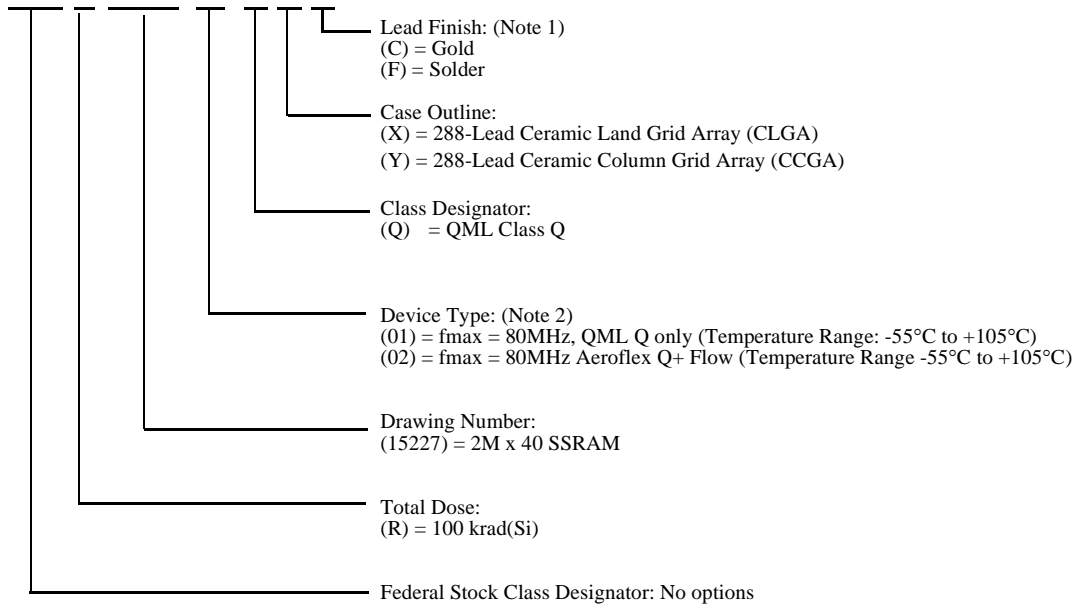 Lead Finish: (Note 1)
(C) = Gold
(F) = Solder
Case Outline:
(X) = 288-Lead Ceramic Land Grid Array (CLGA)
(Y) = 288-Lead Ceramic Column Grid Array (CCGA)
Class Designator:
(Q) = QML Class Q
Device Type: (Note 2)
(01) = fmax = 80MHz, QML Q only (Temperature Range: -55°C to +105°C)
(02) = fmax = 80MHz Aeroflex Q+ Flow (Temperature Range -55°C to +105°C)
Drawing Number:
(15227) = 2M x 40 SSRAM
Total Dose:
(R) = 100 krad(Si)
Federal Stock Class Designator: No options